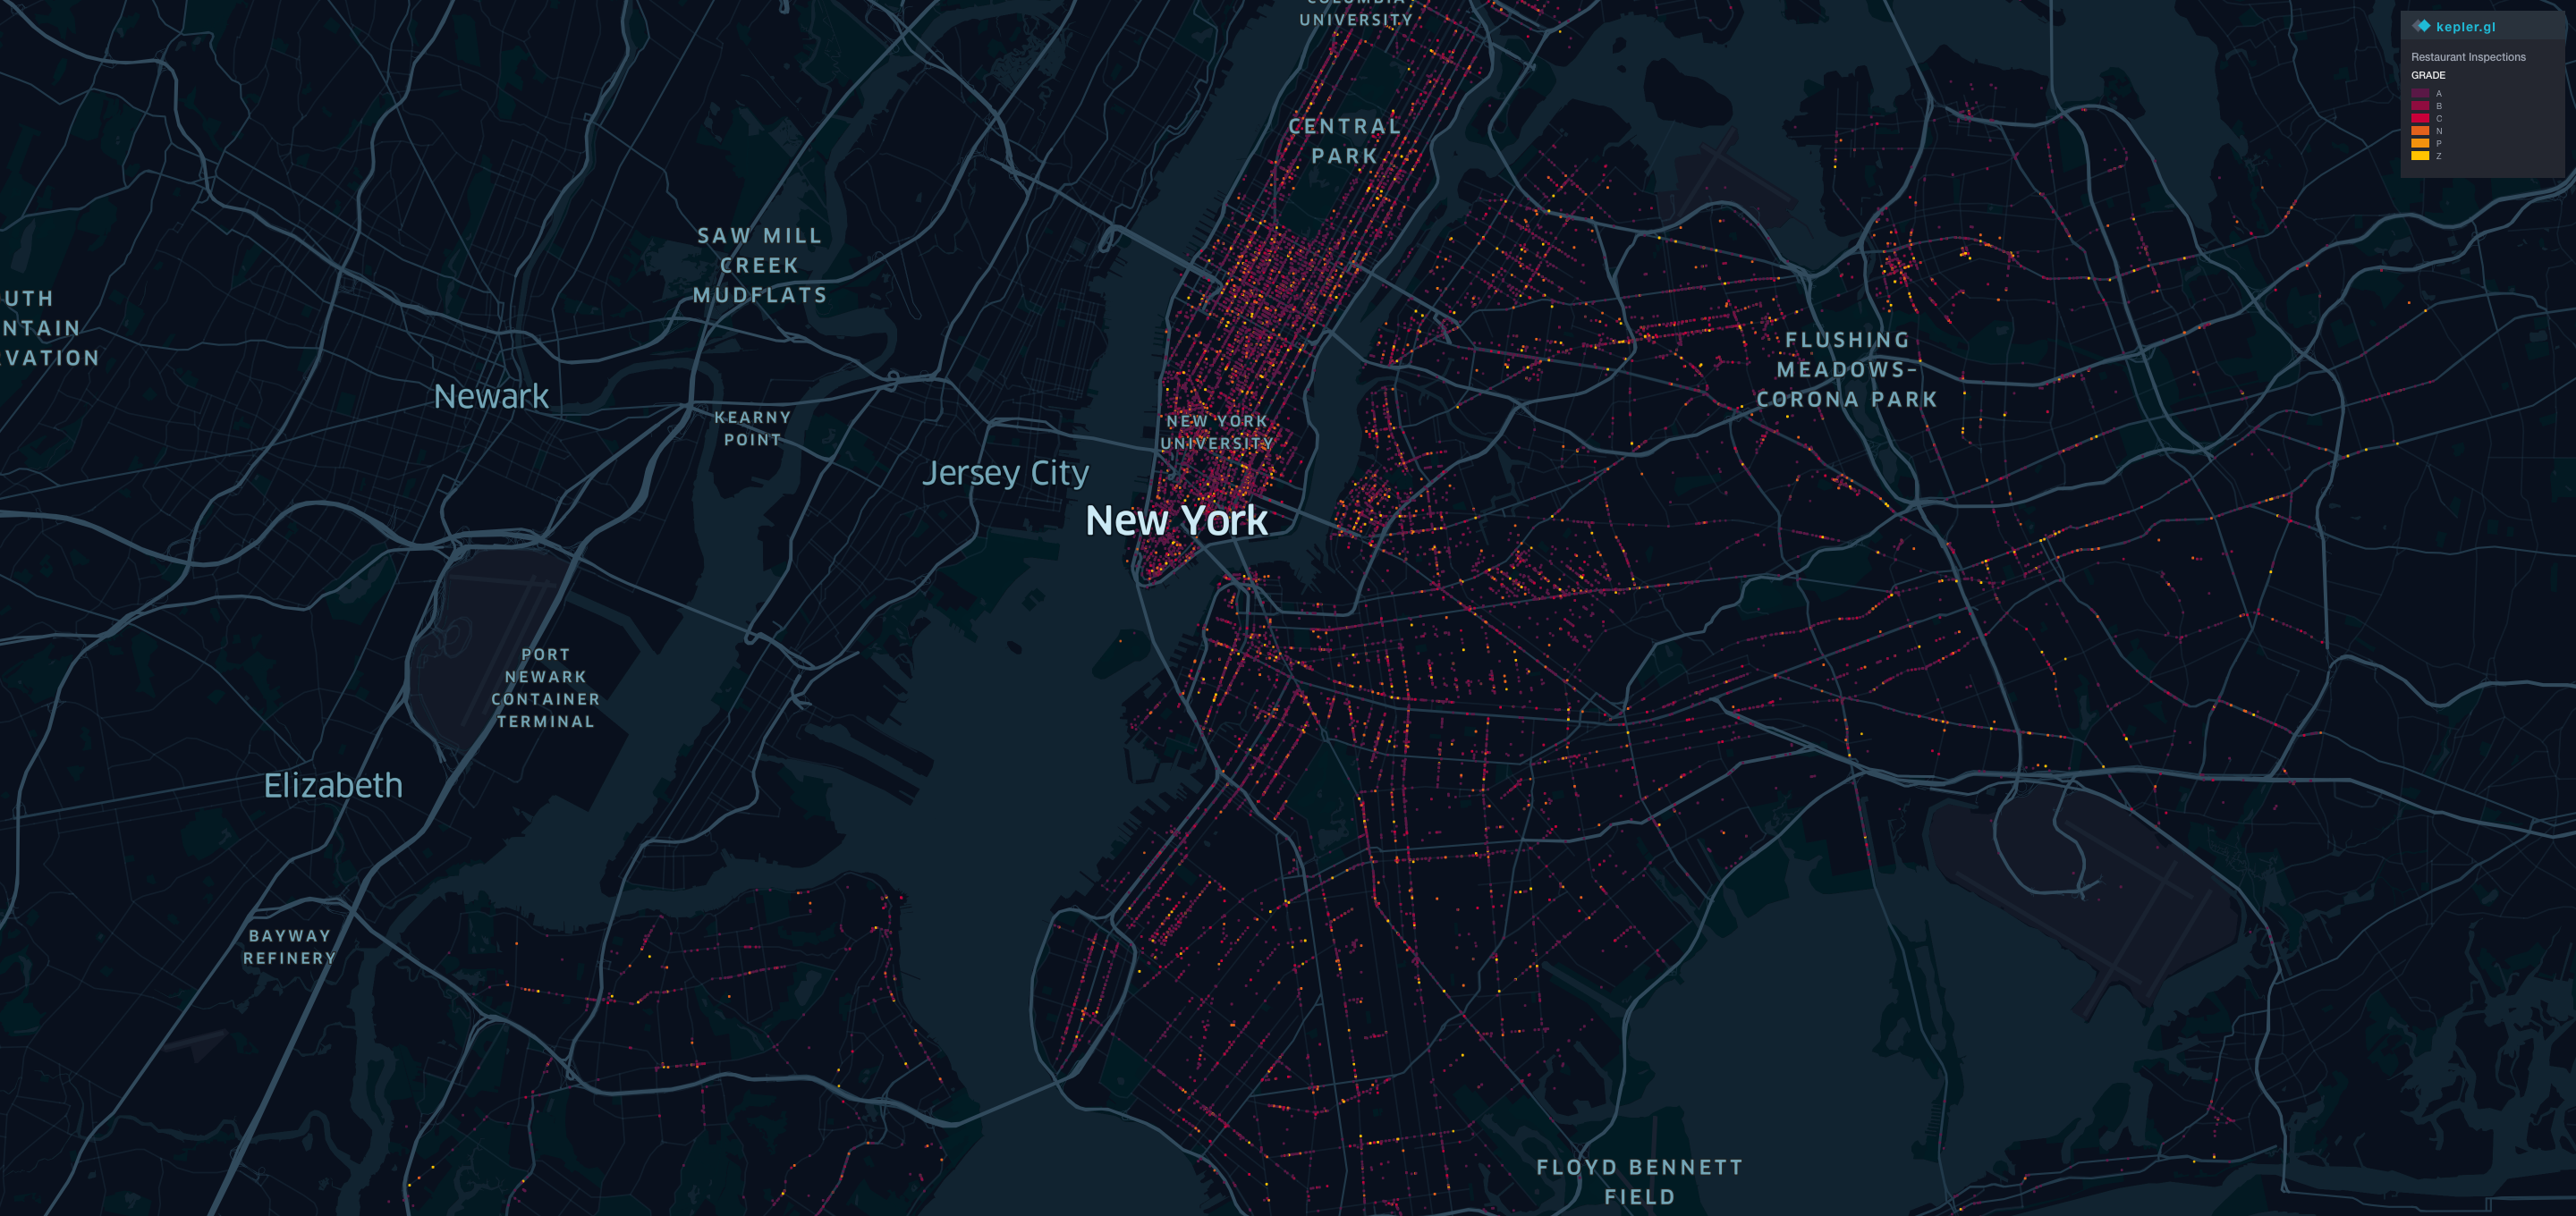 COLUMBIA
UNIVERSITY
kepler.gl
Restaurant Inspections
GRADE
A
B
C
N
P
Z
CENTRAL
PARK
SAW MILL
CREEK
MUDFLATS
UTH
NTAIN
RVATION
FLUSHING
MEADOWS-
CORONA PARK
Newark
KEARNY
POINT
NEW YORK
UNIVERSITY
Jersey City
New York
PORT
NEWARK
CONTAINER
TERMINAL
Elizabeth
BAYWAY
REFINERY
FLOYD BENNETT
FIELD